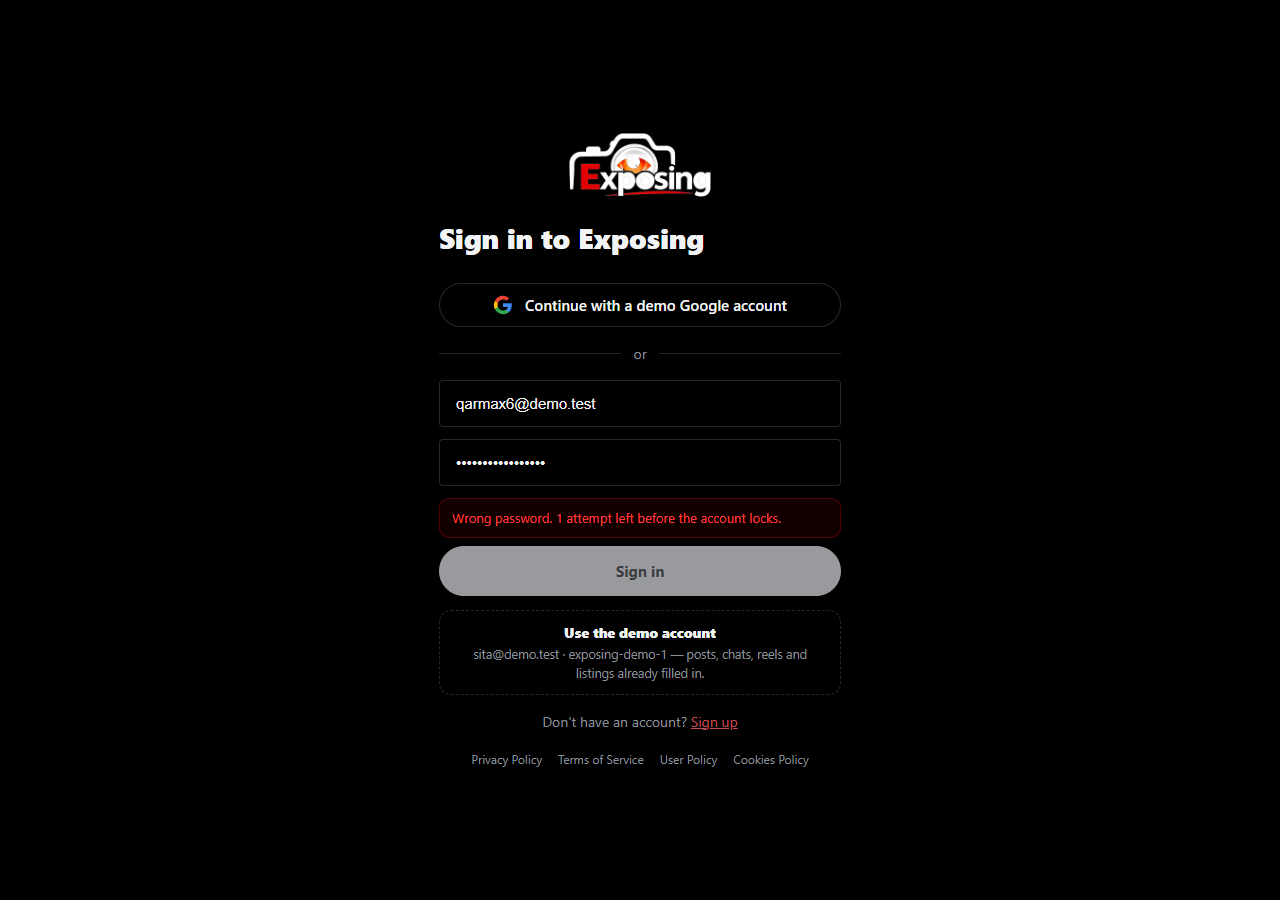 Exposing
Sign in to Exposing
Continue with a demo Google account
or
qarmax6@demo.test
•••••••••••••••••
Wrong password. 1 attempt left before the account locks.
Sign in
Use the demo account
sita@demo.test · exposing-demo-1 — posts, chats, reels and
listings already filled in.
Don't have an account? Sign up
Privacy Policy Terms of Service User Policy Cookies Policy